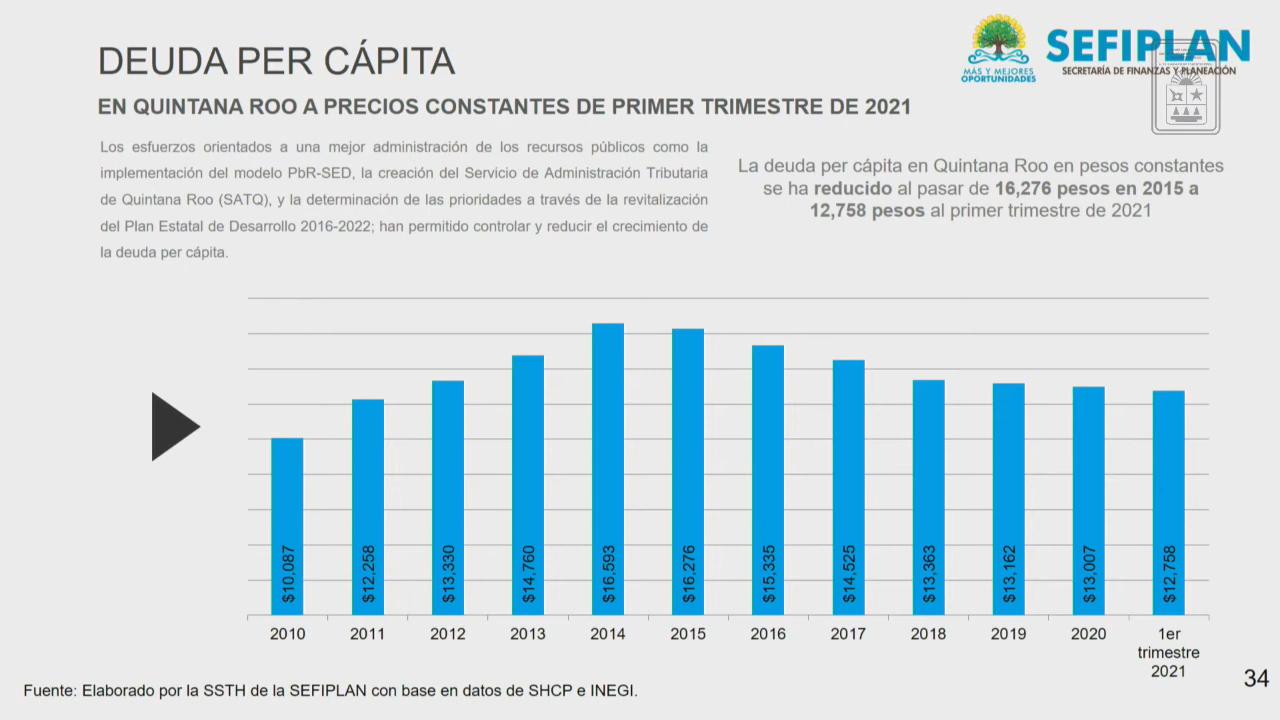 DEUDA PER CÁPITA
MÁS Y MEJORES
OPORTUNIDADES
SEFIPLAN
SECRETARÍA DE FINANZAS Y PLANEACIÓN
EN QUINTANA ROO A PRECIOS CONSTANTES DE PRIMER TRIMESTRE DE 2021
Los esfuerzos orientados a una mejor administración de los recursos públicos como la
implementación del modelo PbR-SED, la creación del Servicio de Administración Tributaria
de Quintana Roo (SATQ), y la determinación de las prioridades a través de la revitalización
del Plan Estatal de Desarrollo 2016-2022; han permitido controlar y reducir el crecimiento de
la deuda per cápita.
La deuda per cápita en Quintana Roo en pesos constantes
se ha reducido al pasar de 16,276 pesos en 2015 a
12,758 pesos al primer trimestre de 2021
$10,087
$12,258
$13,330
$14,760
$16,593
$16,276
$15,335
$14,525
$13,363
$13,162
$13,007
$12,758
2010
2011
2012
2013
2014
2015
2016
2017
2018
2019
2020
1er
trimestre
2021
Fuente: Elaborado por la SSTH de la SEFIPLAN con base en datos de SHCP e INEGI.
34